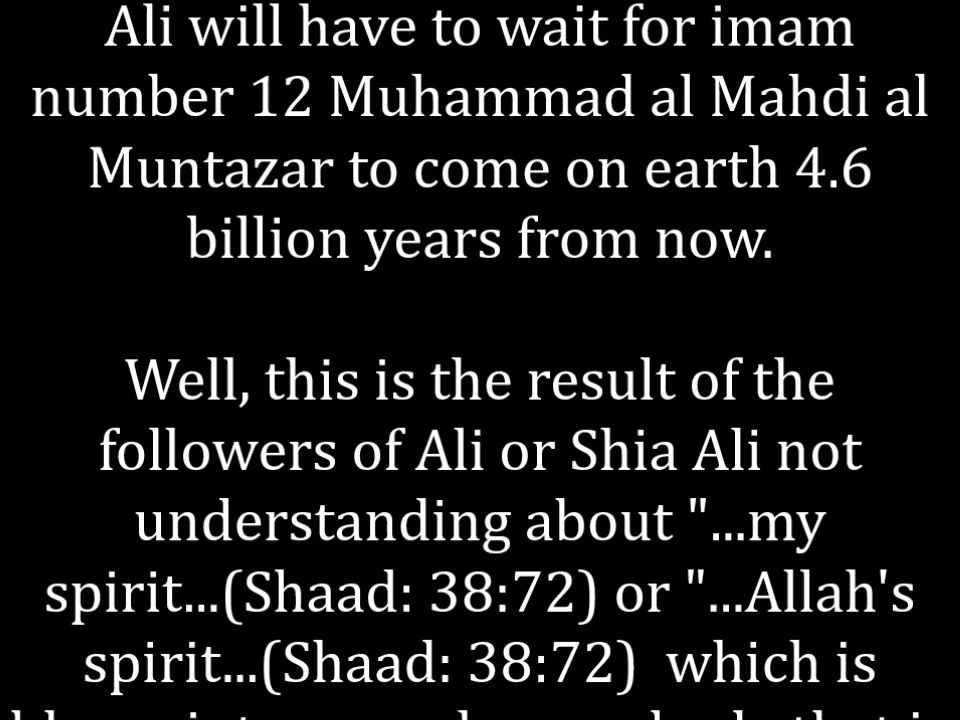 Ali will have to wait for imam
number 12 Muhammad al Mahdi al
Muntazar to come on earth 4.6
billion years from now.
Well, this is the result of the
followers of Ali or Shia Ali not
understanding about "...my
spirit...(Shaad: 38:72) or "...Allah's
spirit...(Shaad: 38:72)  which is